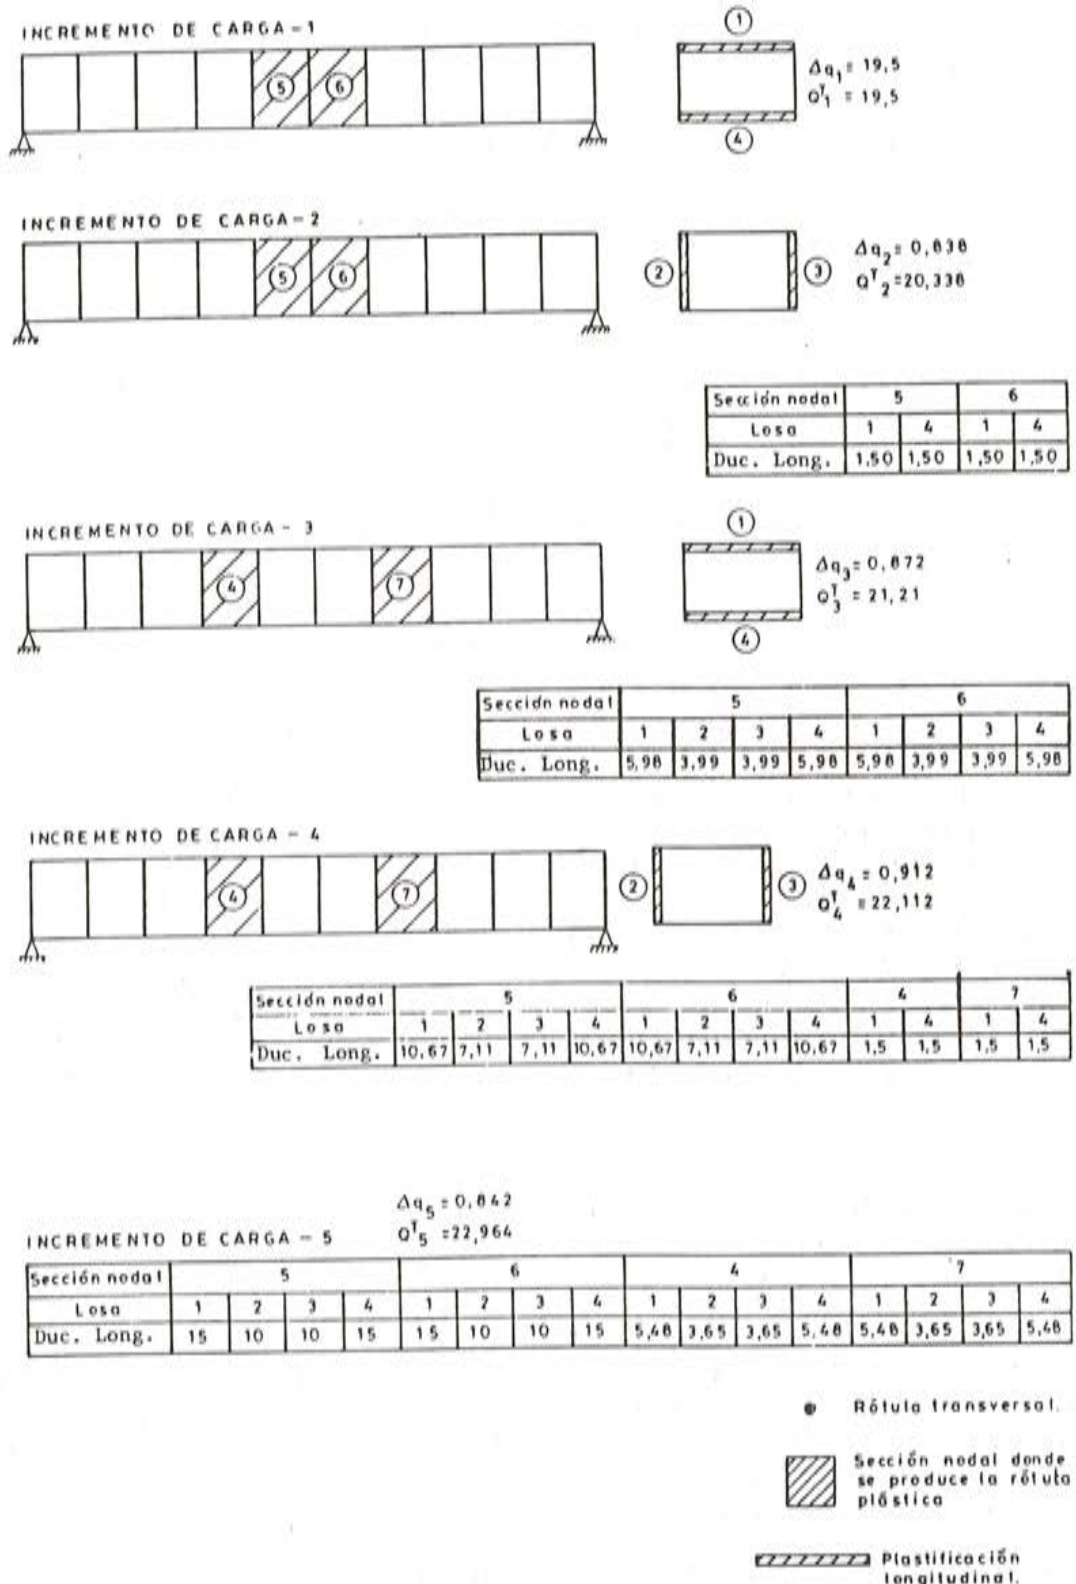 INCREMENTO DE CARGA-1
1
5
6
Δq1= 19,5
QT1 = 19,5
4
INCREMENTO DE CARGA-2
5
6
2
3
Δq2= 0,838
QT2=20,338
Sección nodal 5 6
Losa 1 4 1 4
Duc. Long. 1,50 1,50 1,50 1,50
INCREMENTO DE CARGA - 3
1
4
7
Δq3= 0,872
QT3 = 21,21
4
Sección nodal 5 6
Losa 1 2 3 4 1 2 3 4
Duc. Long. 5,98 3,99 3,99 5,98 5,98 3,99 3,99 5,98
INCREMENTO DE CARGA - 4
4
7
2
3
Δq4 = 0,912
QT4 = 22,112
Sección nodal 5 6 4 7
Losa 1 2 3 4 1 2 3 4 1 4 1 4
Duc. Long. 10,67 7,11 7,11 10,67 10,67 7,11 7,11 10,67 1,5 1,5 1,5 1,5
Δq5 = 0,842
QT5 =22,964
INCREMENTO DE CARGA - 5
Sección nodal 5 6 4 7
Losa 1 2 3 4 1 2 3 4 1 2 3 4 1 2 3 4
Duc. Long. 15 10 10 15 15 10 10 15 5,48 3,65 3,65 5,48 5,48 3,65 3,65 5,48
Rótula transversal.
Sección nodal donde
se produce la rótula
plástica
Plastificación
longitudinal.